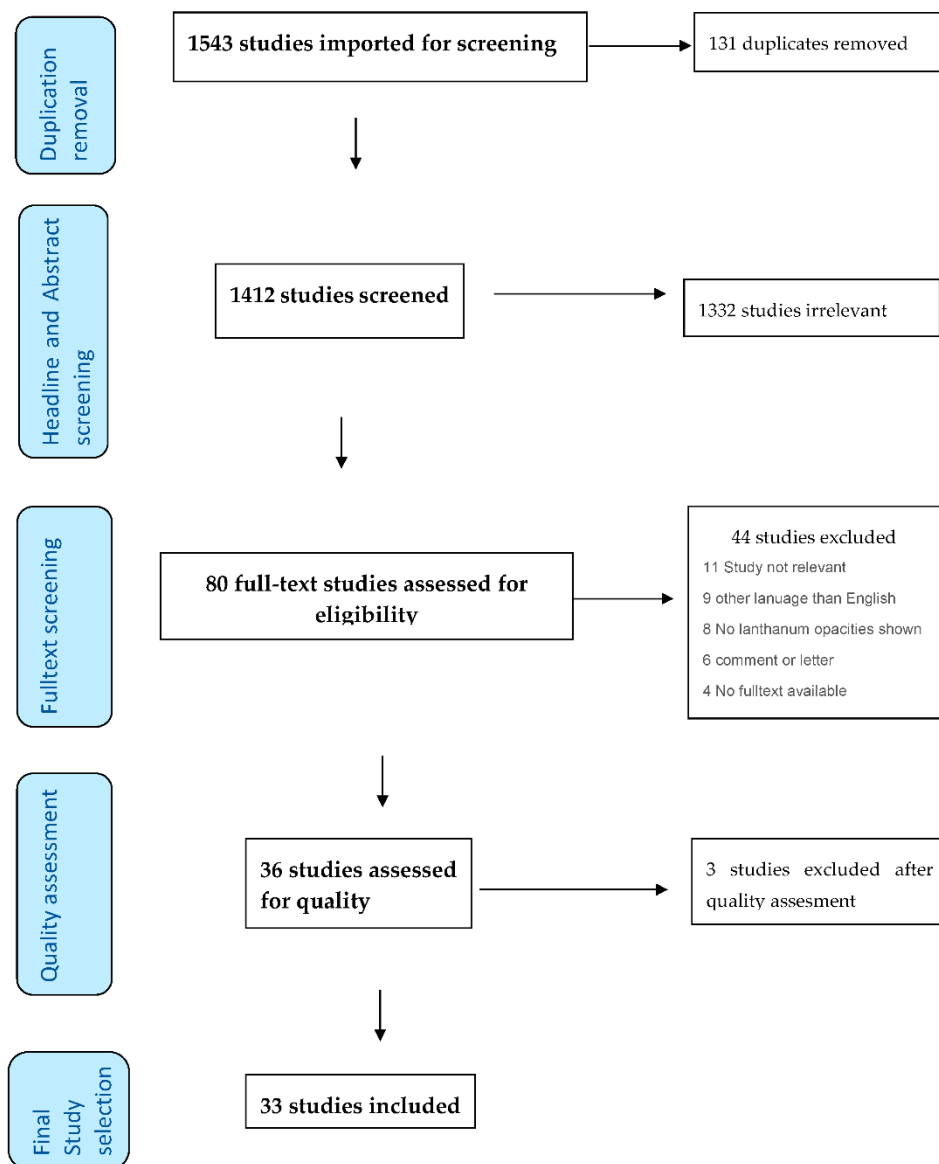 Duplication
removal
1543 studies imported for screening
131 duplicates removed
Headline and Abstract
screening
1412 studies screened
1332 studies irrelevant
Fulltext screening
80 full-text studies assessed for
eligibility
44 studies excluded
11 Study not relevant
9 other lanuage than English
8 No lanthanum opacities shown
6 comment or letter
4 No fulltext available
Quality assessment
36 studies assessed
for quality
3 studies excluded after
quality assesment
Final
Study
selection
33 studies included